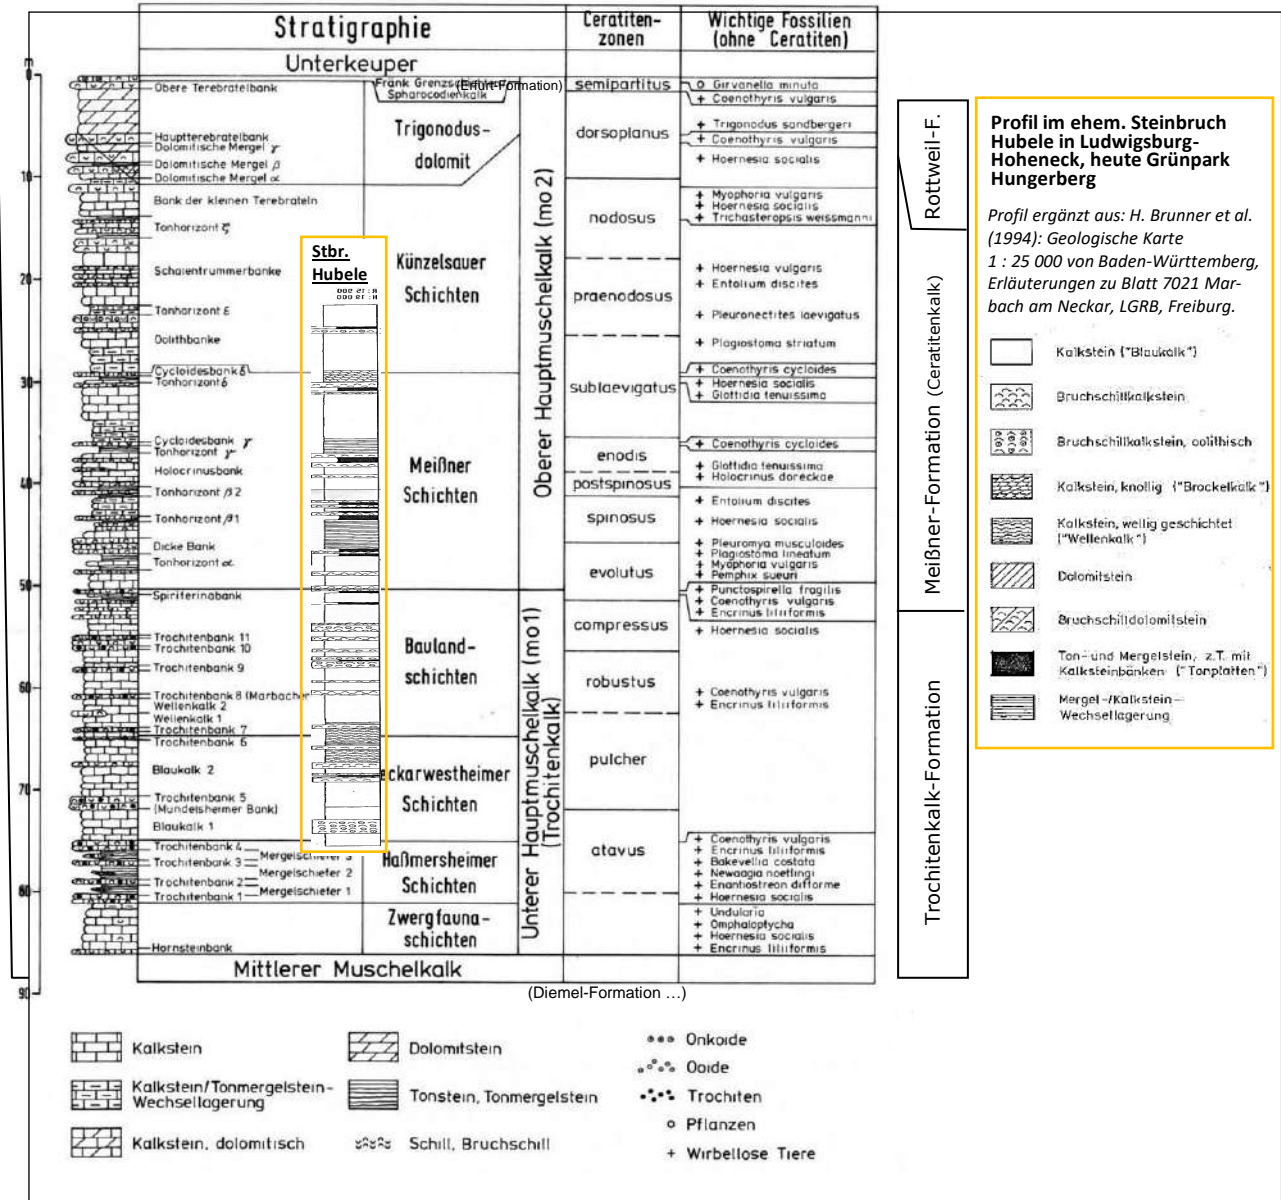 Stratigraphie
Ceratiten-
zonen
Wichtige Fossilien
(ohne Ceratiten)
Unterkeuper
(Erfurt-Formation)
m
0
10
20
30
40
50
60
70
80
90
Obere Terebratelbank
Hauptterebratelbank
Dolomitische Mergel γ
Dolomitische Mergel β
Dolomitische Mergel α
Bank der kleinen Terebrateln
Tonhorizont ζ
Schalentrummerbanke
Tonhorizont ε
Oolithbanke
Cycloidesbank δ
Tonhorizont δ
Cycloidesbank γ
Tonhorizont γ
Holocrinusbank
Tonhorizont β2
Tonhorizont β1
Dicke Bank
Tonhorizont α
Spiriferinabank
Trochitenbank 11
Trochitenbank 10
Trochitenbank 9
Trochitenbank 8 (Marbacher
Wellenkalk 2
Wellenkalk 1
Trochitenbank 7
Trochitenbank 6
Blaukalk 2
Trochitenbank 5
(Mundelsheimer Bank)
Blaukalk 1
Trochitenbank 4
Mergelschiefer 3
Trochitenbank 3
Mergelschiefer 2
Trochitenbank 2
Mergelschiefer 1
Trochitenbank 1
Hornsteinbank
Stbr.
Hubele
Frank Grenz
Spharocodienkalk
Trigonodus-
dolomit
Künzelsauer
Schichten
Meißner
Schichten
Bauland-
schichten
eckarwestheimer
Schichten
Haßmersheimer
Schichten
Zwergfauna-
schichten
Oberer Hauptmuschelkalk (mo 2)
Unterer Hauptmuschelkalk (mo 1)
(Trochitenkalk)
semipartitus
dorsoplanus
nodosus
praenodosus
sublaevigatus
enodis
postspinosus
spinosus
evolutus
compressus
robustus
pulcher
atavus
o Girvanella minuta
+ Coenothyris vulgaris
+ Trigonodus sandbergeri
+ Coenothyris vulgaris
+ Hoernesia socialis
+ Myophoria vulgaris
+ Hoernesia socialis
+ Trichasteropsis weissmanni
+ Hoernesia vulgaris
+ Entolium discites
+ Pleuronectites laevigatus
+ Plagiostoma striatum
+ Coenothyris cycloides
+ Hoernesia socialis
+ Glottidia tenuissima
+ Coenothyris cycloides
+ Glottidia tenuissima
+ Holocrinus doreckae
+ Entolium discites
+ Hoernesia socialis
+ Pleuromya musculoides
+ Plagiostoma lineatum
+ Myophoria vulgaris
+ Pemphix sueuri
+ Punctospirella fragilis
+ Coenothyris vulgaris
+ Encrinus liliiformis
+ Hoernesia socialis
+ Coenothyris vulgaris
+ Encrinus liliiformis
+ Coenothyris vulgaris
+ Encrinus liliiformis
+ Bakevellia costata
+ Newaagia noetlingi
+ Enantiostreon difforme
+ Hoernesia socialis
+ Undularia
+ Omphaloptycha
+ Hoernesia socialis
+ Encrinus liliiformis
Mittlerer Muschelkalk
(Diemel-Formation ...)
Rottweil-F.
Meißner-Formation (Ceratitenkalk)
Trochitenkalk-Formation
Profil im ehem. Steinbruch
Hubele in Ludwigsburg-
Hoheneck, heute Grünpark
Hungerberg
Profil ergänzt aus: H. Brunner et al.
(1994): Geologische Karte
1 : 25 000 von Baden-Württemberg,
Erläuterungen zu Blatt 7021 Mar-
bach am Neckar, LGRB, Freiburg.
Kalkstein ("Blaukalk")
Bruchschillkalkstein
Bruchschillkalkstein, oolithisch
Kalkstein, knollig ("Brockelkalk")
Kalkstein, wellig geschichtet
("Wellenkalk")
Dolomitstein
Bruchschilldolomitstein
Ton- und Mergelstein, z.T. mit
Kalksteinbänken ("Tonplatten")
Mergel-/Kalkstein-
Wechsellagerung
Kalkstein
Kalkstein/Tonmergelstein-
Wechsellagerung
Kalkstein, dolomitisch
Dolomitstein
Tonstein, Tonmergelstein
Schill, Bruchschill
Onkoide
Ooide
Trochiten
o Pflanzen
+ Wirbellose Tiere